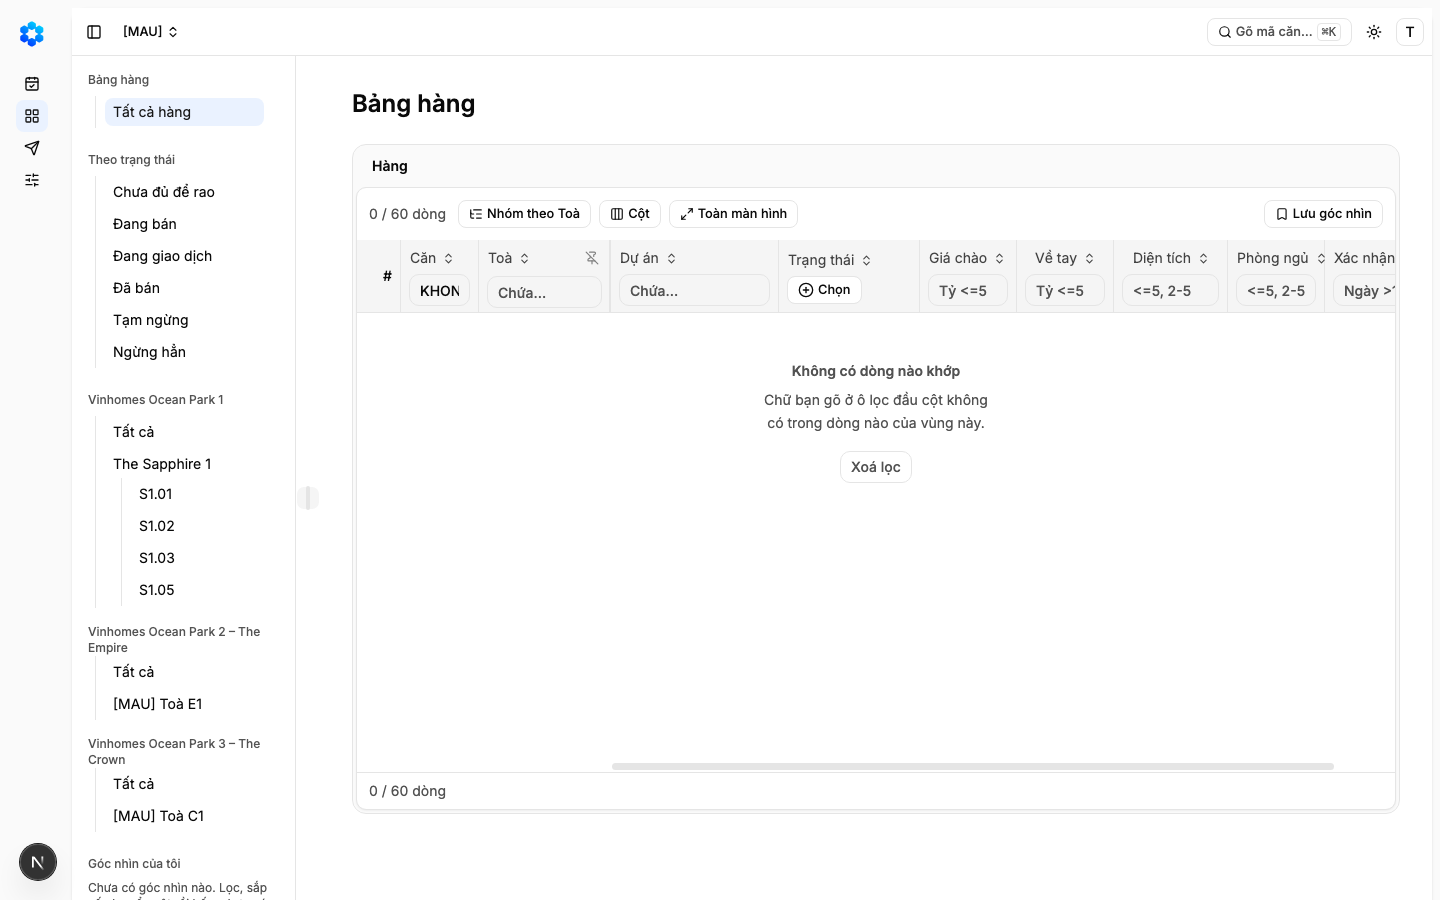 [MAU]
Gõ mã căn... ⌘K
T
Bảng hàng
Tất cả hàng
Theo trạng thái
Chưa đủ để rao
Đang bán
Đang giao dịch
Đã bán
Tạm ngừng
Ngừng hẳn
Vinhomes Ocean Park 1
Tất cả
The Sapphire 1
S1.01
S1.02
S1.03
S1.05
Vinhomes Ocean Park 2 – The
Empire
Tất cả
[MAU] Toà E1
Vinhomes Ocean Park 3 – The
Crown
Tất cả
[MAU] Toà C1
Góc nhìn của tôi
Chưa có góc nhìn nào. Lọc, sắp
N
Bảng hàng
Hàng
0 / 60 dòng Nhóm theo Toà Cột Toàn màn hình Lưu góc nhìn
# Căn Toà Dự án Trạng thái Giá chào Về tay Diện tích Phòng ngủ Xác nhận
KHON Chứa... Chứa... Chọn Tỷ <=5 Tỷ <=5 <=5, 2-5 <=5, 2-5 Ngày >
Không có dòng nào khớp
Chữ bạn gõ ở ô lọc đầu cột không
có trong dòng nào của vùng này.
Xoá lọc
0 / 60 dòng